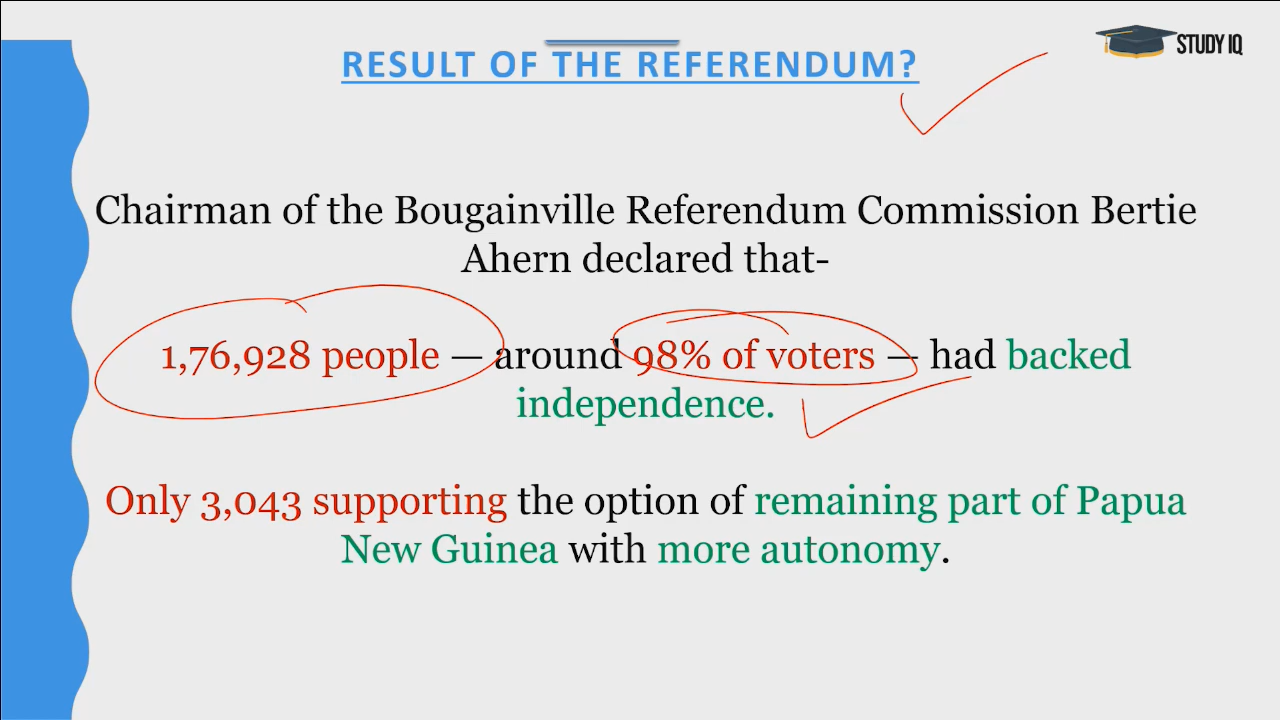 RESULT OF THE REFERENDUM?
STUDY IQ
Chairman of the Bougainville Referendum Commission Bertie
Ahern declared that-
1,76,928 people — around 98% of voters — had backed
independence.
Only 3,043 supporting the option of remaining part of Papua
New Guinea with more autonomy.